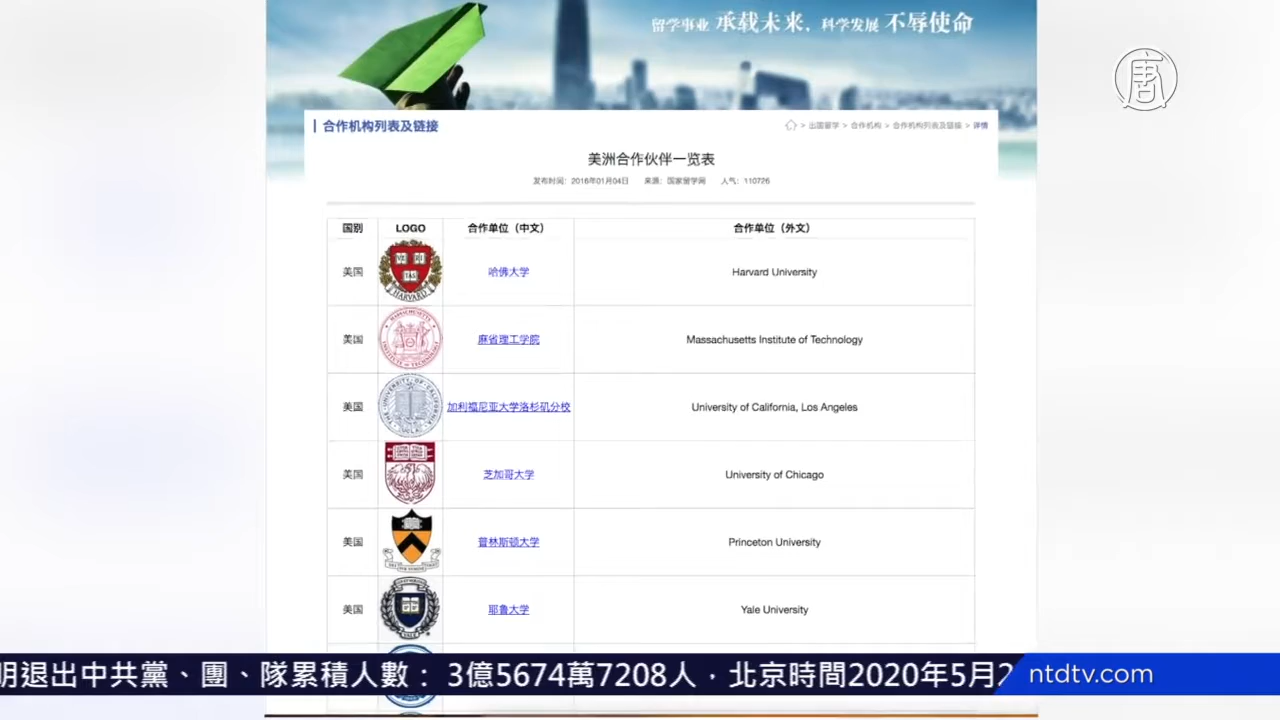 留学事业 承载未来，科学发展 不辱使命
唐
合作机构列表及链接
> 出国留学 > 合作机构 > 合作机构列表及链接 > 详情
美洲合作伙伴一览表
发布时间：2016年01月04日 来源：国家留学网 人气：110726
国别 LOGO 合作单位（中文） 合作单位（外文）
美国 HARVARD 哈佛大学 Harvard University
美国 麻省理工学院 Massachusetts Institute of Technology
美国 加利福尼亚大学洛杉矶分校 University of California, Los Angeles
美国 芝加哥大学 University of Chicago
美国 普林斯顿大学 Princeton University
美国 耶鲁大学 Yale University
明退出中共黨、團、隊累積人數： 3億5674萬7208人，北京時間2020年5月2
ntdtv.com